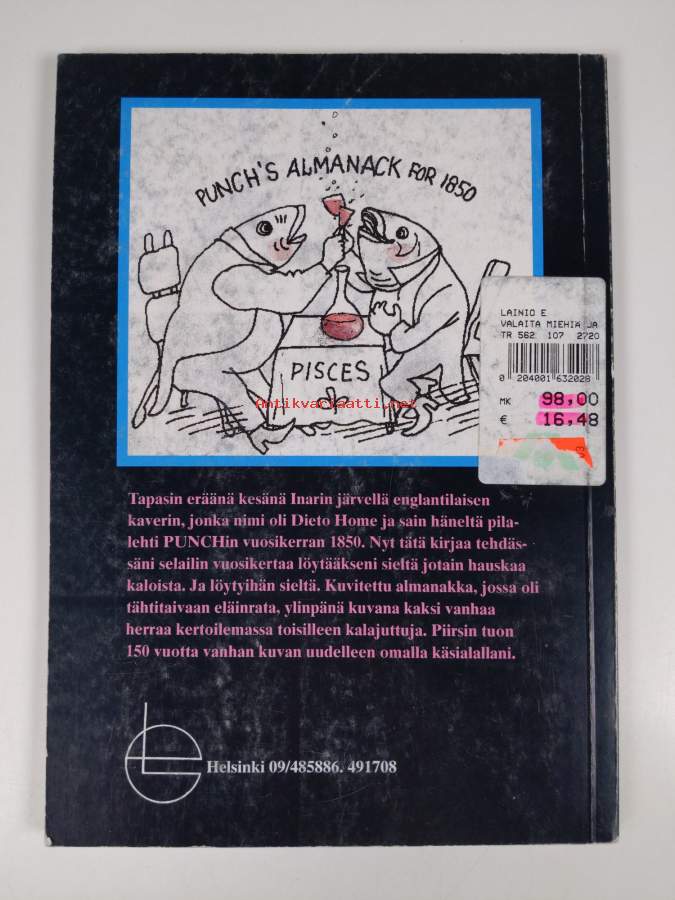 PUNCH'S ALMANACK FOR 1850
PISCES
Antikvariaatti.net
LAINIO E
VALAITA MIEHIÄ JA
TR 562 107 2720
0 204001 632028
MK 98,00
€ 16,48
Tapasin eräänä kesänä Inarin järvellä englantilaisen
kaverin, jonka nimi oli Dieto Home ja sain häneltä pila-
lehti PUNCHin vuosikerran 1850. Nyt tätä kirjaa tehdäs-
säni selailin vuosikertaa löytääkseni sieltä jotain hauskaa
kaloista. Ja löytyihän sieltä. Kuvitettu almanakka, jossa oli
tähtitaivaan eläinrata, ylinpänä kuvana kaksi vanhaa
herraa kertoilemassa toisilleen kalajuttuja. Piirsin tuon
150 vuotta vanhan kuvan uudelleen omalla käsialallani.
Helsinki 09/485886. 491708